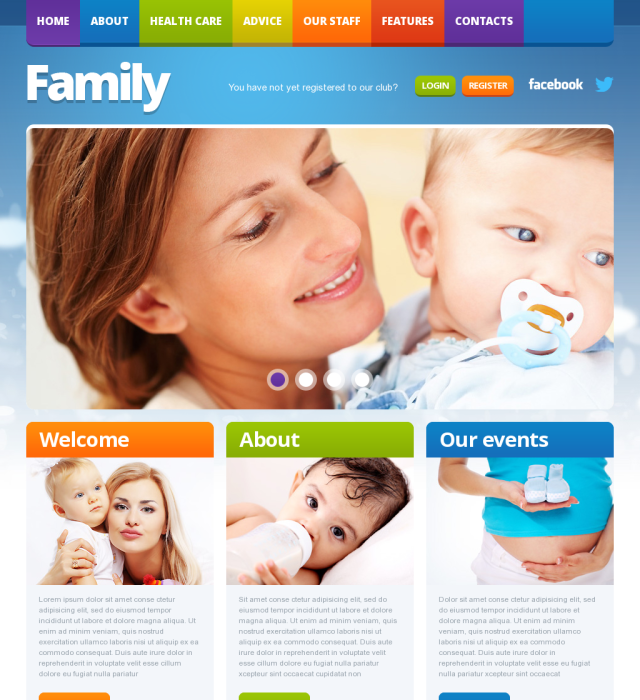 HOME ABOUT HEALTH CARE ADVICE OUR STAFF FEATURES CONTACTS
Family
You have not yet registered to our club? LOGIN REGISTER facebook
Welcome
Lorem ipsum dolor sit amet conse ctetur
adipisicing elit, sed do eiusmod tempor
incididunt ut labore et dolore
magna aliqua. Ut
enim ad minim veniam, quis nostrud
exercitation ullamco laboris nisi ut aliquip ex ea
commodo consequat. Duis aute irure dolor in
reprehenderit in voluptate velit esse cillum
dolore eu fugiat nulla pariatur
About
Sit amet conse ctetur adipisicing elit, sed do
eiusmod tempor incididunt ut labore et dolore
magna aliqua. Ut enim ad minim veniam, quis
nostrud exercitation ullamco laboris nisi ut
aliquip ex ea commodo consequat. Duis aute
irure dolor in reprehenderit in voluptate velit
esse cillum dolore eu fugiat nulla pariatur
xcepteur sint occaecat cupidatat non
Our events
Dolor sit amet conse ctetur adipisicing elit, sed
do eiusmod tempor incididunt ut labore et
dolore magna aliqua. Ut enim ad minim
veniam, quis nostrud exercitation ullamco
laboris nisi ut aliquip ex ea commodo
consequat. Duis aute irure dolor in
reprehenderit in voluptate velit esse cillum
dolore eu fugiat nulla pariatur xcepteur sint occaecat